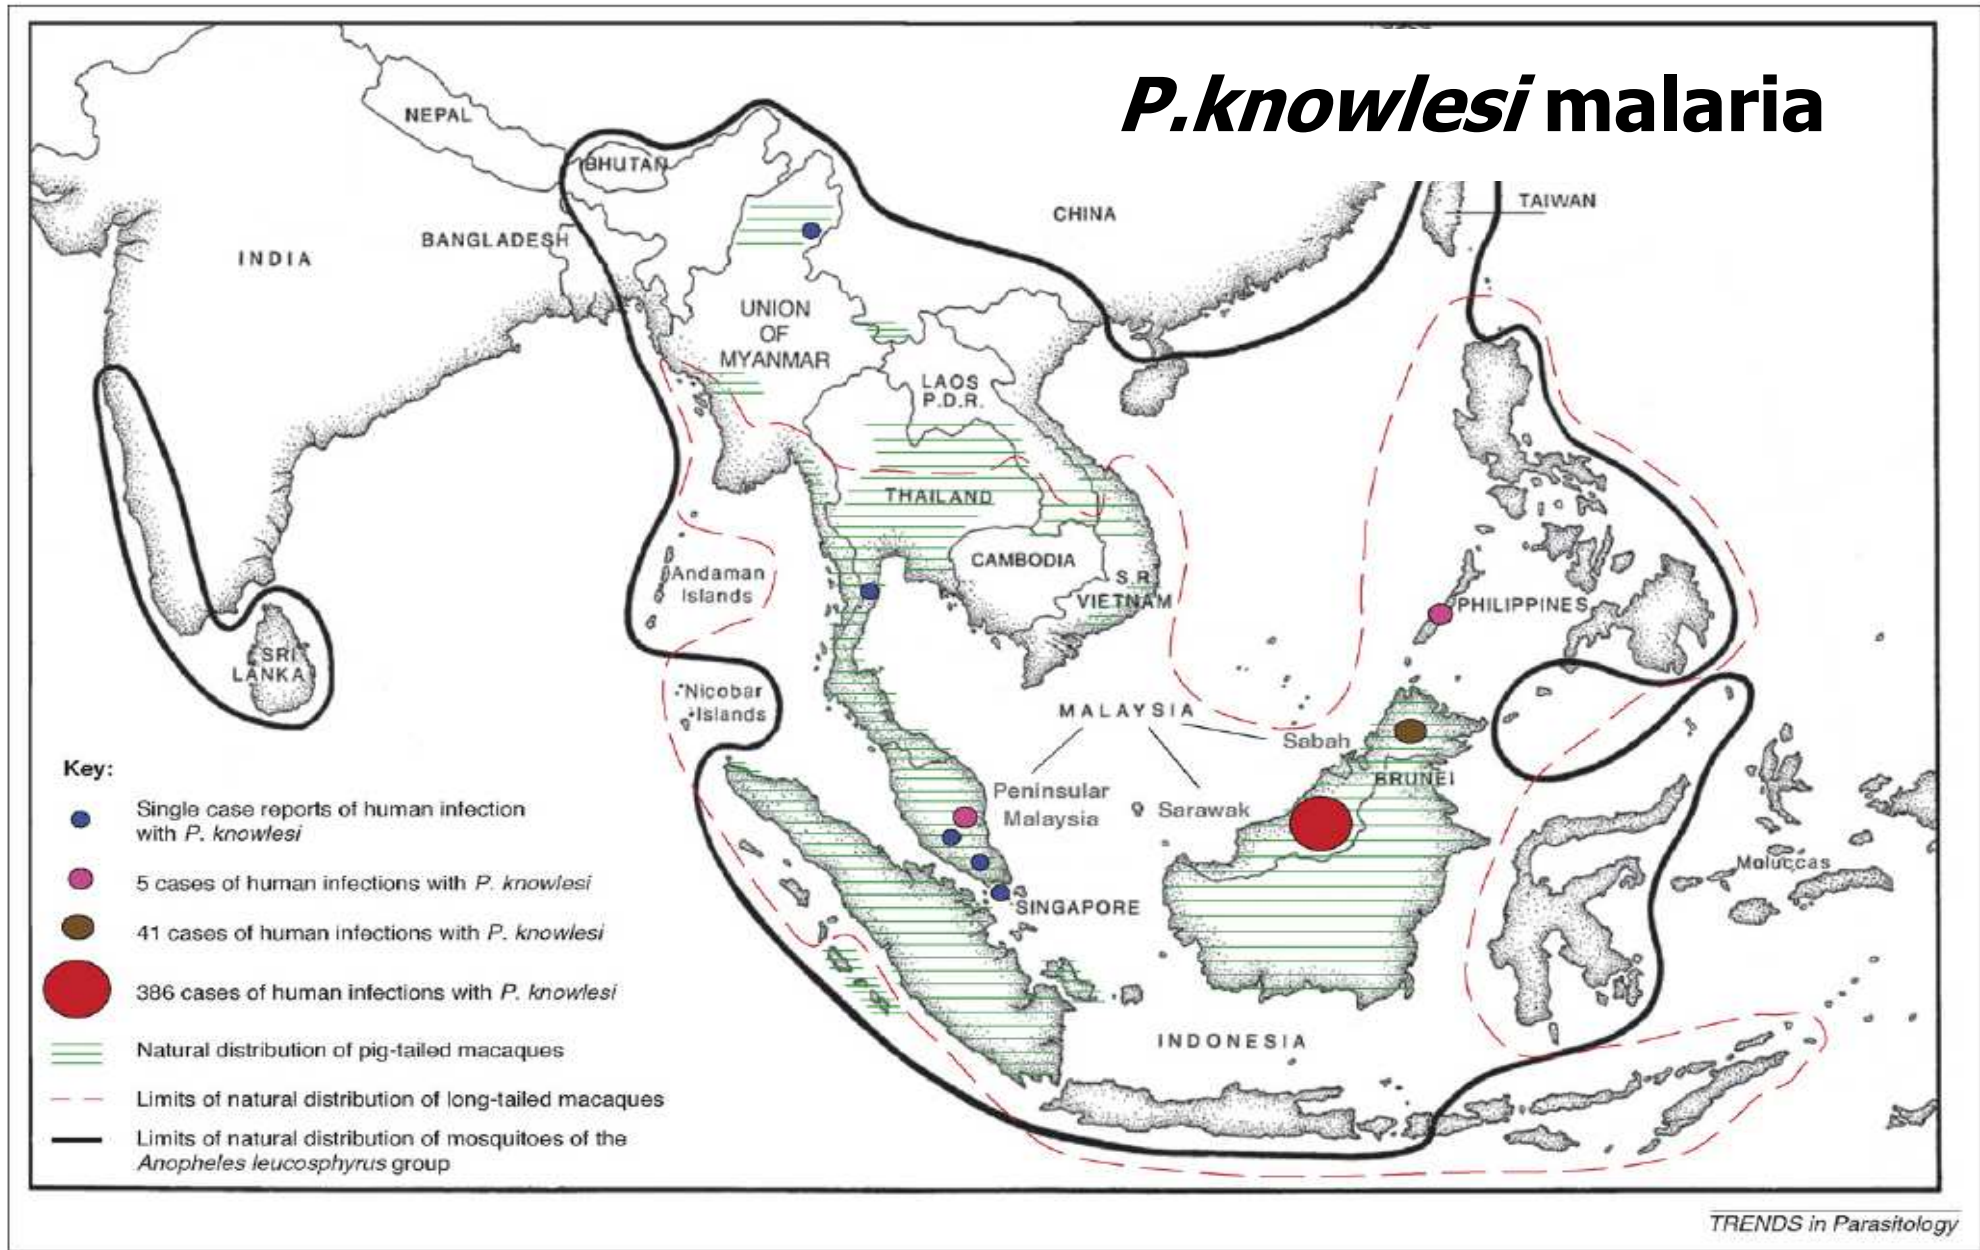 P.knowlesi malaria
NEPAL
BHUTAN
CHINA
TAIWAN
BANGLADESH
INDIA
UNION
OF
MYANMAR
LAOS
P.D.R.
THAILAND
CAMBODIA
S.R.
VIETNAM
Andaman
Islands
PHILIPPINES
SRI
LANKA
Nicobar
Islands
MALAYSIA
Sabah
BRUNEI
Peninsular
Malaysia
Sarawak
Moluccas
SINGAPORE
INDONESIA
Key:
Single case reports of human infection
with P. knowlesi
5 cases of human infections with P. knowlesi
41 cases of human infections with P. knowlesi
386 cases of human infections with P. knowlesi
Natural distribution of pig-tailed macaques
Limits of natural distribution of long-tailed macaques
Limits of natural distribution of mosquitoes of the
Anopheles leucosphyrus group
TRENDS in Parasitology